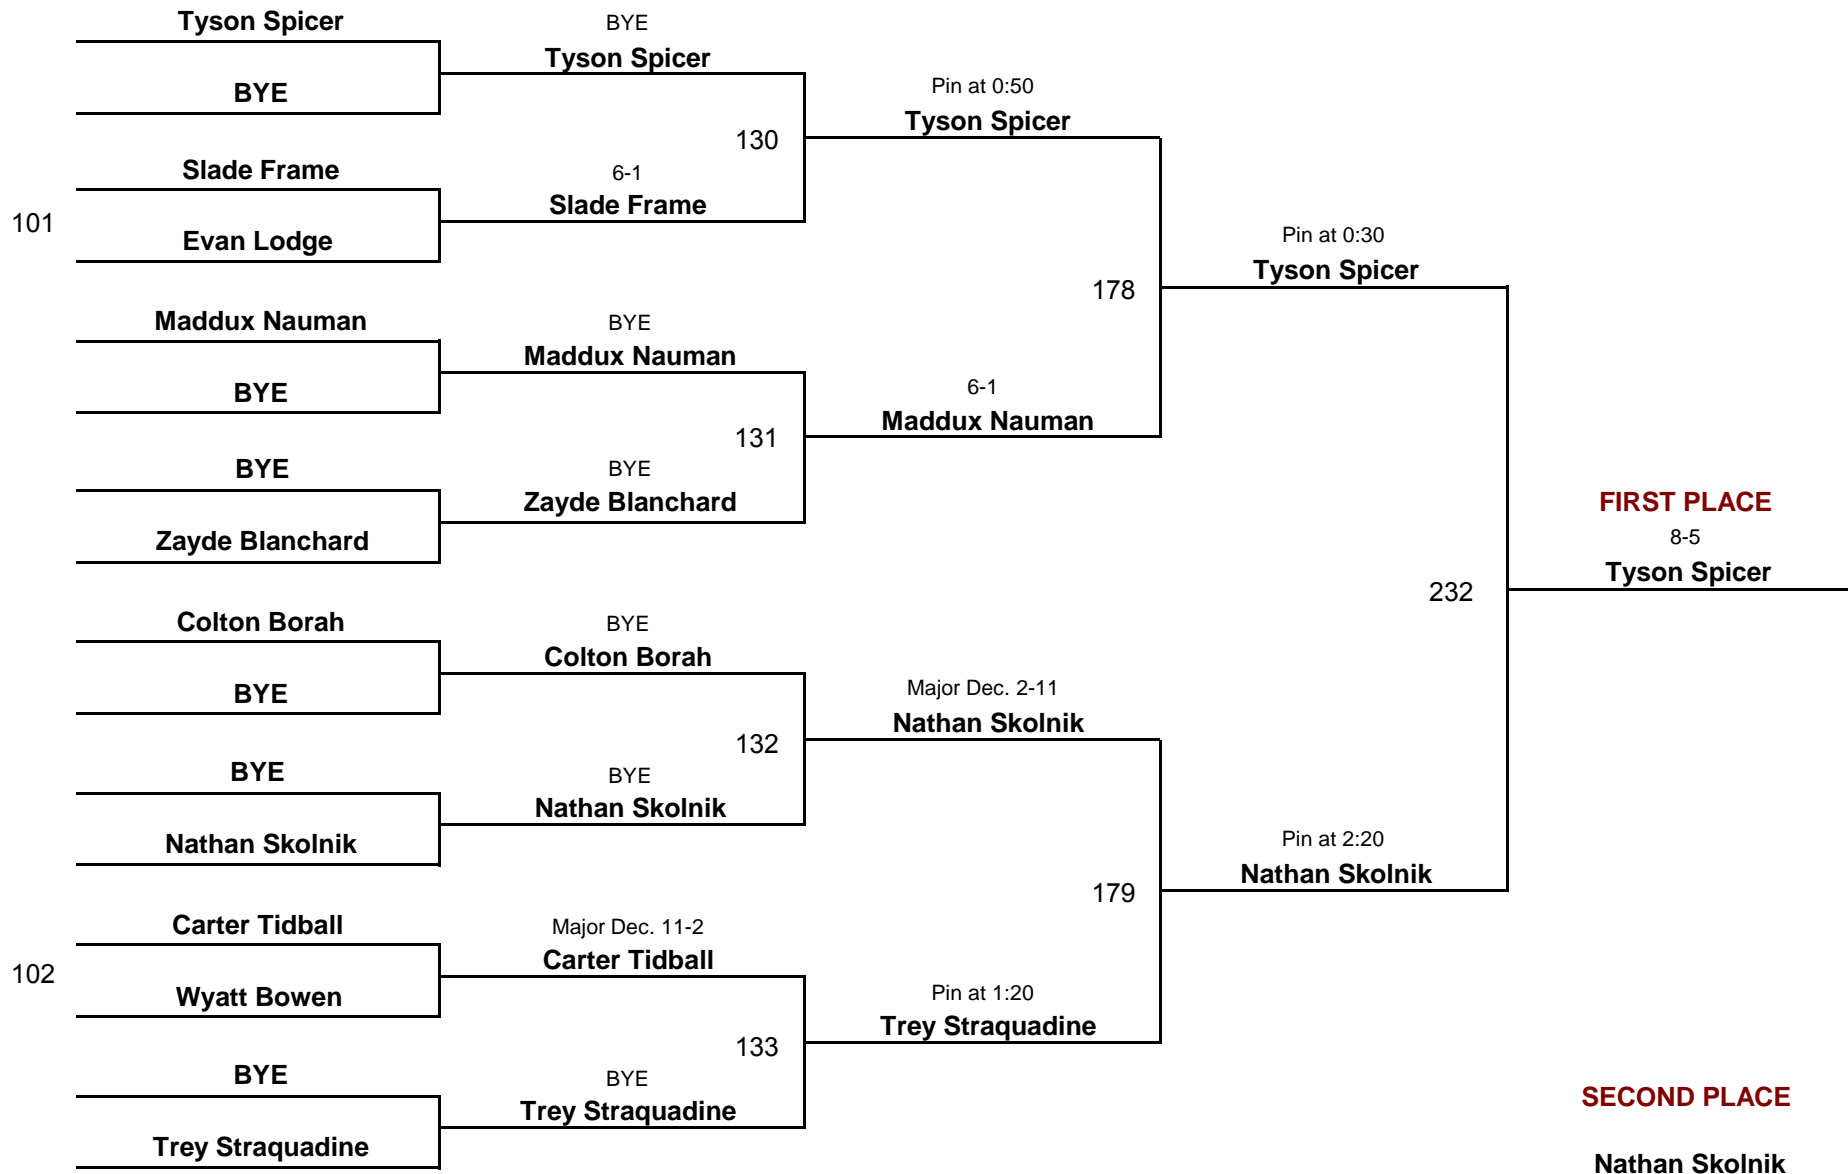 Tyson Spicer
BYE
101
Slade Frame
Evan Lodge
Maddux Nauman
BYE
BYE
Zayde Blanchard
Colton Borah
BYE
BYE
Nathan Skolnik
102
Carter Tidball
Wyatt Bowen
BYE
Trey Straquadine
BYE
Tyson Spicer
130
6-1
Slade Frame
BYE
Maddux Nauman
131
BYE
Zayde Blanchard
BYE
Colton Borah
132
BYE
Nathan Skolnik
Major Dec. 11-2
Carter Tidball
133
BYE
Trey Straquadine
Pin at 0:50
Tyson Spicer
178
6-1
Maddux Nauman
Major Dec. 2-11
Nathan Skolnik
179
Pin at 1:20
Trey Straquadine
Pin at 0:30
Tyson Spicer
232
Pin at 2:20
Nathan Skolnik
FIRST PLACE
8-5
Tyson Spicer
SECOND PLACE
Nathan Skolnik